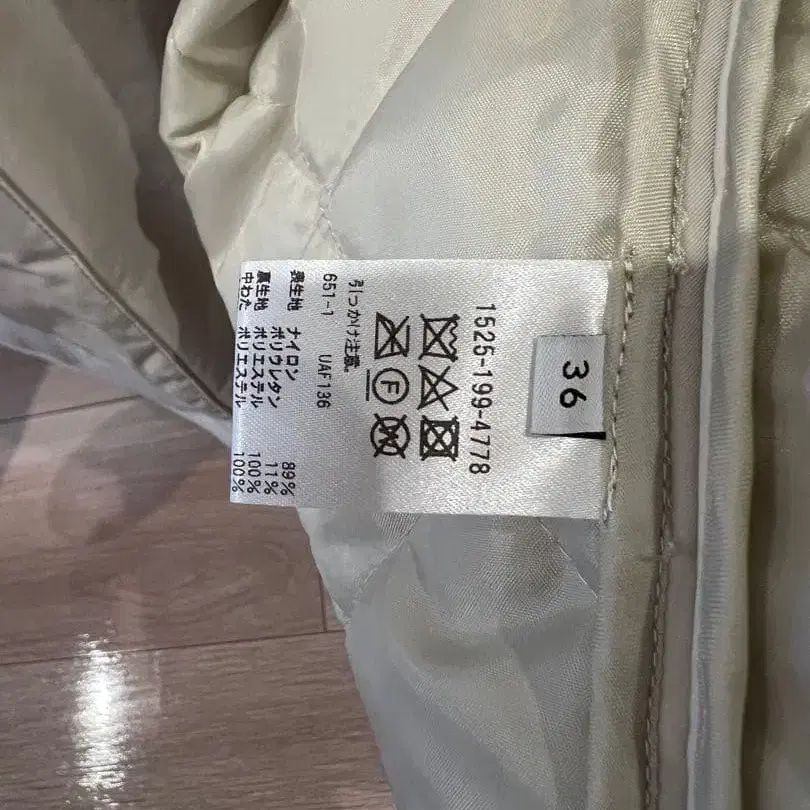 36
1525-199-4778
F
W
引っかけ注意。
651-1 UAF136
表生地 ナイロン 89%
ポリウレタン 11%
裏生地 ポリエステル 100%
中わた ポリエステル 100%